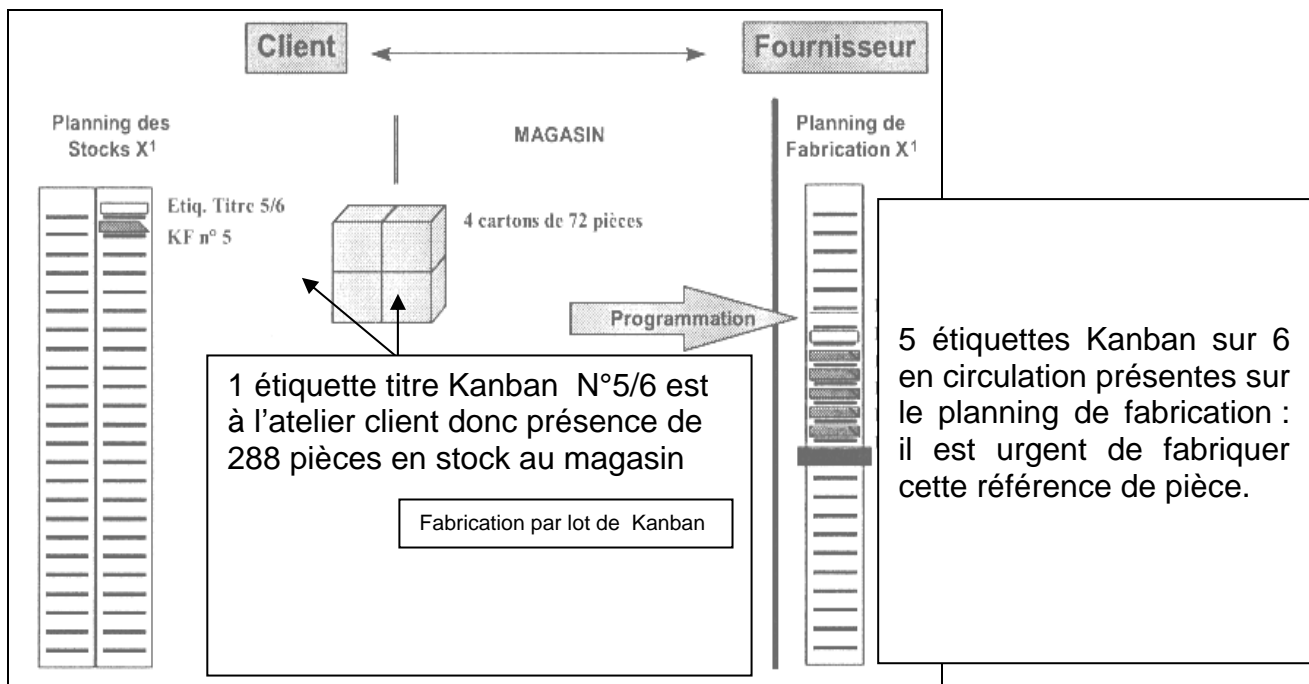 Client
Fournisseur
Planning des
Stocks X¹
MAGASIN
Planning de
Fabrication X¹
Etiq. Titre 5/6
KF n° 5
4 cartons de 72 pièces
Programmation
1 étiquette titre Kanban N°5/6 est
à l’atelier client donc présence de
288 pièces en stock au magasin
Fabrication par lot de Kanban
5 étiquettes Kanban sur 6
en circulation présentes sur
le planning de fabrication :
il est urgent de fabriquer
cette référence de pièce.